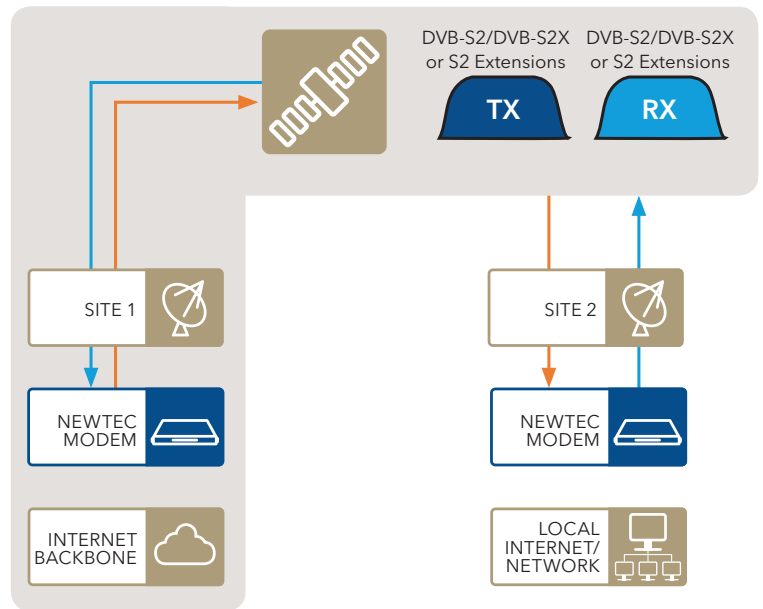 DVB-S2/DVB-S2X
or S2 Extensions
TX
DVB-S2/DVB-S2X
or S2 Extensions
RX
SITE 1
SITE 2
NEWTEC
MODEM
NEWTEC
MODEM
INTERNET
BACKBONE
LOCAL
INTERNET/
NETWORK